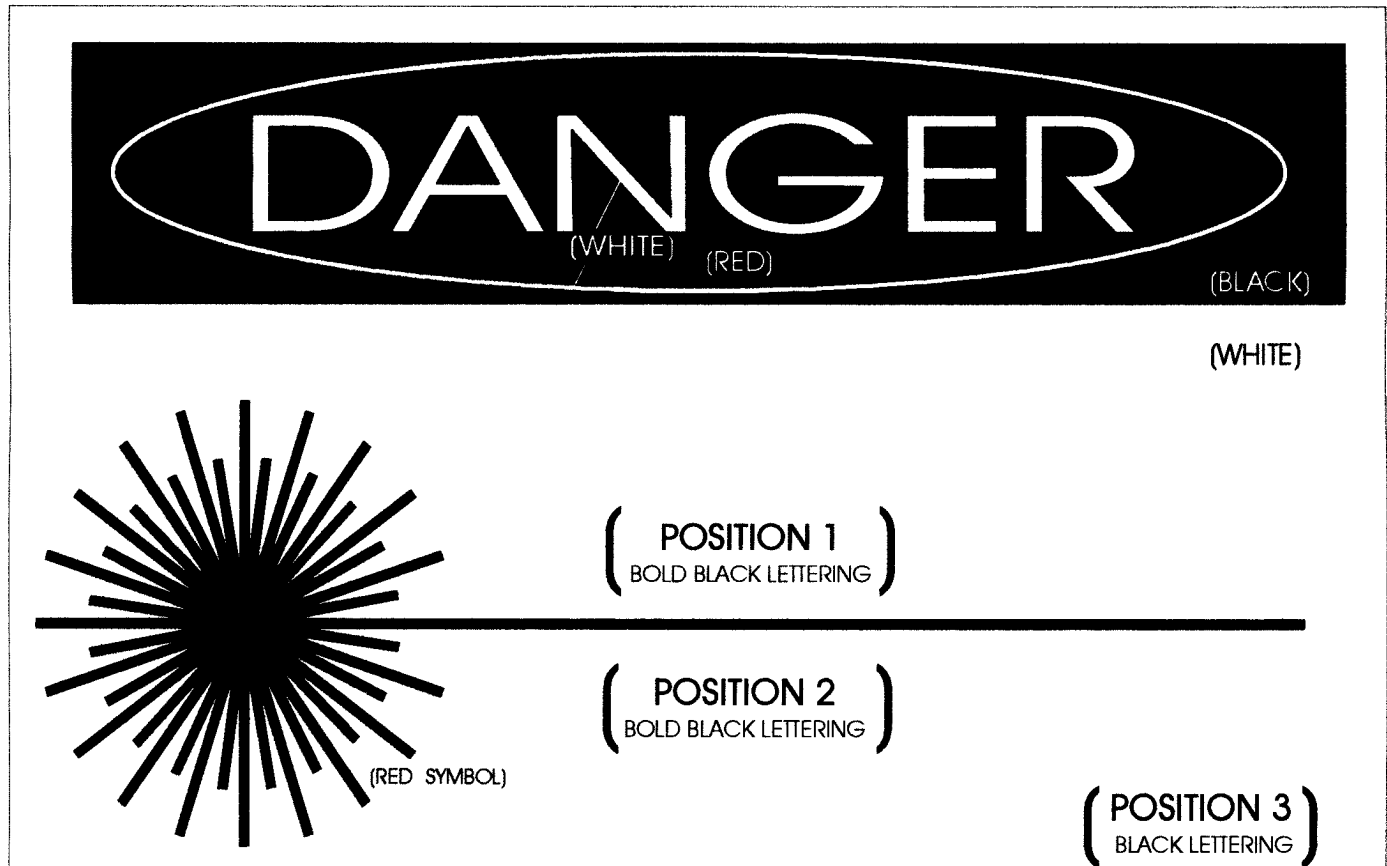 DANGER
(WHITE)
(RED)
(BLACK)
(WHITE)
POSITION 1
BOLD BLACK LETTERING
POSITION 2
BOLD BLACK LETTERING
(RED SYMBOL)
POSITION 3
BLACK LETTERING